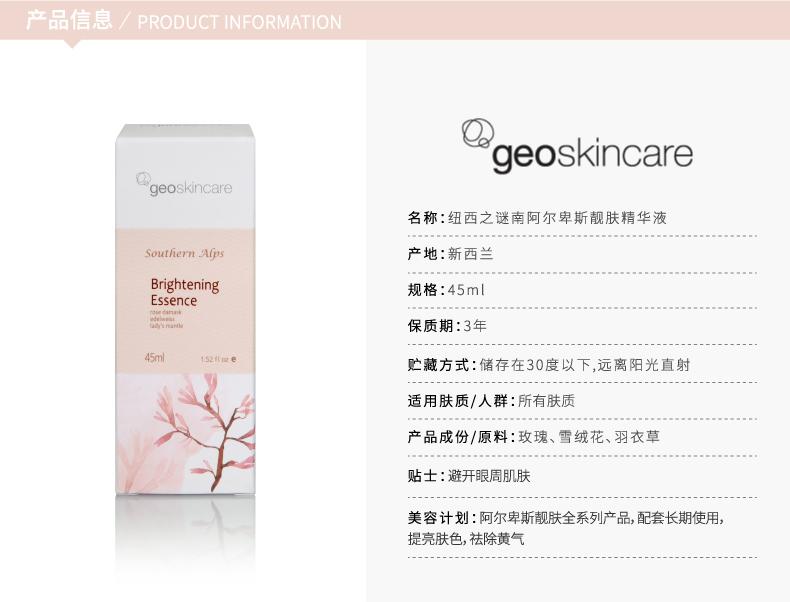 产品信息 / PRODUCT INFORMATION
geoskincare
Southern Alps
Brightening
Essence
rose damask
edelweiss
lady's mantle
45ml 1.52 fl oz e
geoskincare
名称:纽西之谜南阿尔卑斯靓肤精华液
产地:新西兰
规格:45ml
保质期:3年
贮藏方式:储存在30度以下,远离阳光直射
适用肤质/人群:所有肤质
产品成份/原料:玫瑰、雪绒花、羽衣草
贴士:避开眼周肌肤
美容计划:阿尔卑斯靓肤全系列产品,配套长期使用,
提亮肤色,祛除黄气